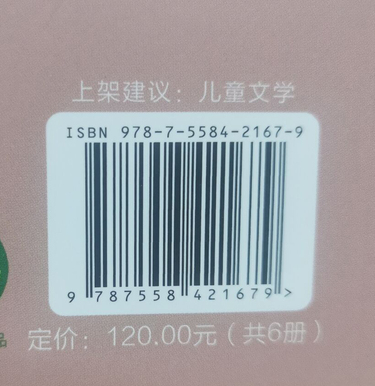 上架建议：儿童文学
ISBN 978-7-5584-2167-9
9 787558 421679 >
定价：120.00元（共6册）
品